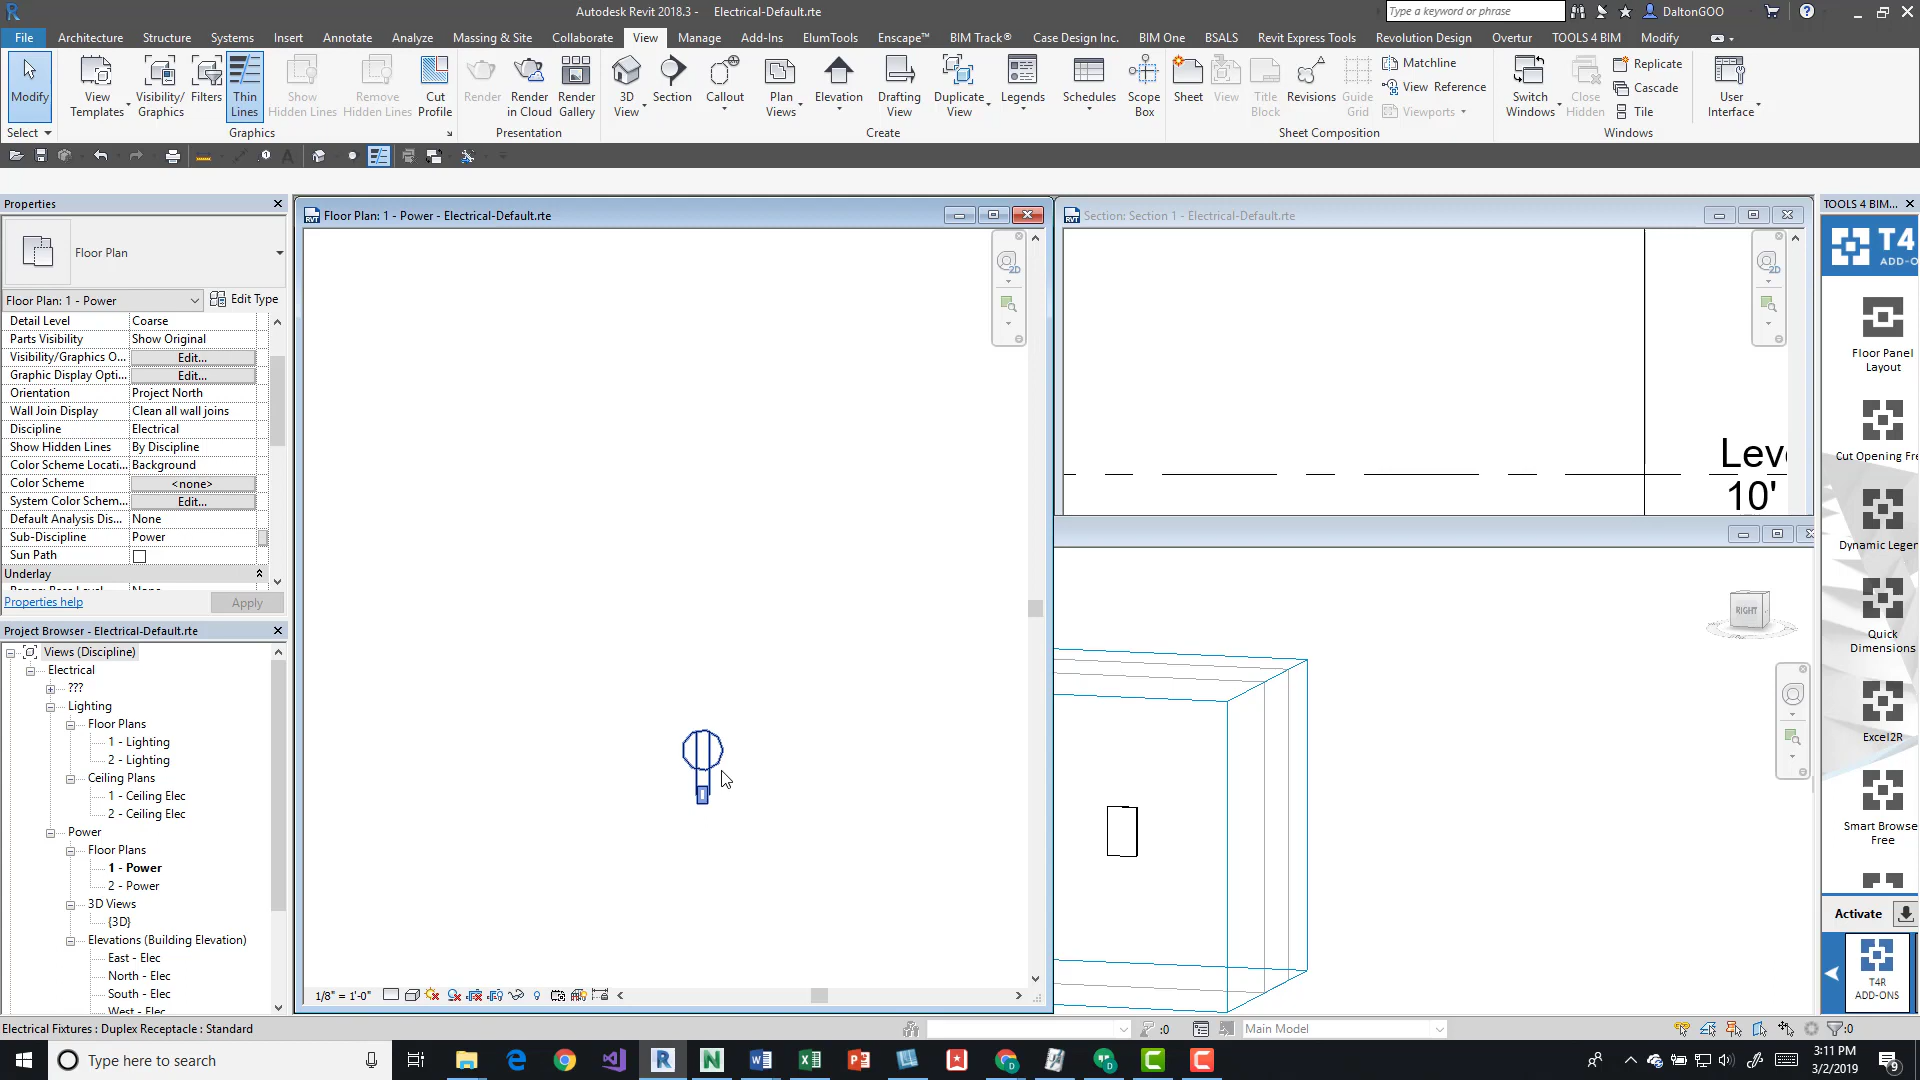 Autodesk Revit 2018.3 -    Electrical-Default.rte
Type a keyword or phrase
DaltonGOO
File Architecture Structure Systems Insert Annotate Analyze Massing & Site Collaborate View Manage Add-Ins ElumTools Enscape™ BIM Track® Case Design Inc. BIM One BSALS Revit Express Tools Revolution Design Overtur TOOLS 4 BIM Modify
Modify
View Templates
Visibility/ Graphics
Filters
Thin Lines
Show Hidden Lines
Remove Hidden Lines
Cut Profile
Render
Render in Cloud
Render Gallery
3D View
Section
Callout
Plan Views
Elevation
Drafting View
Duplicate View
Legends
Schedules
Scope Box
Sheet
View
Title Block
Revisions
Guide Grid
Matchline
View Reference
Viewports
Switch Windows
Close Hidden
Replicate
Cascade
Tile
User Interface
Select
Graphics
Presentation
Create
Sheet Composition
Windows
Properties
Floor Plan
Floor Plan: 1 - Power
Edit Type
Detail Level Coarse
Parts Visibility Show Original
Visibility/Graphics O... Edit...
Graphic Display Opti... Edit...
Orientation Project North
Wall Join Display Clean all wall joins
Discipline Electrical
Show Hidden Lines By Discipline
Color Scheme Locati... Background
Color Scheme <none>
System Color Schem... Edit...
Default Analysis Dis... None
Sub-Discipline Power
Sun Path
Underlay
Properties help
Apply
Project Browser - Electrical-Default.rte
Views (Discipline)
Electrical
???
Lighting
Floor Plans
1 - Lighting
2 - Lighting
Ceiling Plans
1 - Ceiling Elec
2 - Ceiling Elec
Power
Floor Plans
1 - Power
2 - Power
3D Views
{3D}
Elevations (Building Elevation)
East - Elec
North - Elec
South - Elec
West - Elec
Floor Plan: 1 - Power - Electrical-Default.rte
2D
1/8" = 1'-0"
Section: Section 1 - Electrical-Default.rte
2D
Leve
10'
RIGHT
TOOLS 4 BIM...
T4
ADD-O
Floor Panel Layout
Cut Opening Fre
Dynamic Legen
Quick Dimensions
Excel2R
Smart Browse Free
Activate
T4R
ADD-ONS
Electrical Fixtures : Duplex Receptacle : Standard
:0
Main Model
:0
Type here to search
3:11 PM
3/2/2019
9